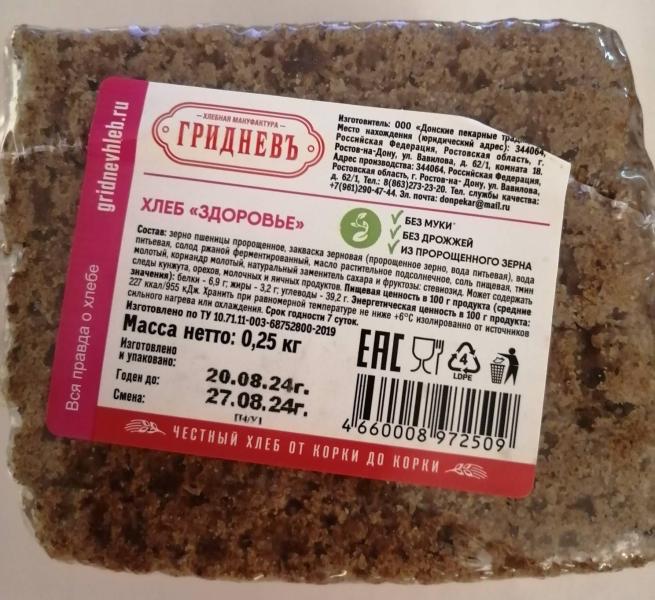 gridnevhleb.ru
Вся правда о хлебе
— ХЛЕБНАЯ МАНУФАКТУРА —
ГРИДНЕВЪ
Изготовитель: ООО «Донские пекарные
Место нахождения (юридический адрес): 344064,
Российская Федерация, Ростовская область, г.
Ростов-на-Дону, ул. Вавилова, д. 62/1, комната 18.
Адрес производства: 344064, Российская Федерация,
Ростовская область, г. Ростов-на- Дону, ул. Вавилова,
д. 62/1, Тел.: 8(863)273-23-20. Тел. службы качества:
+7(961)290-47-44. Эл. почта: donpekar@mail.ru
ХЛЕБ «ЗДОРОВЬЕ»
БЕЗ МУКИ*
БЕЗ ДРОЖЖЕЙ
ИЗ ПРОРОЩЕННОГО ЗЕРНА
Состав: зерно пшеницы пророщенное, закваска зерновая (пророщенное зерно, вода питьевая), вода
питьевая, солод ржаной ферментированный, масло растительное подсолнечное, соль пищевая, тмин
молотый, кориандр молотый, натуральный заменитель сахара и фруктозы: стевиозид. Может содержать
следы кунжута, орехов, молочных и яичных продуктов. Пищевая ценность в 100 г продукта (средние
значения): белки - 6,9 г; жиры - 3,2 г; углеводы - 39,2 г. Энергетическая ценность в 100 г продукта:
227 ккал/955 кДж. Хранить при равномерной температуре не ниже +6°С изолированно от источников
сильного нагрева или охлаждения. Срок годности 7 суток.
Изготовлено по ТУ 10.71.11-003-68752800-2019
Масса нетто: 0,25 кг
EAC
4
LDPE
Изготовлено
и упаковано:
20.08.24г.
Годен до:
27.08.24г.
Смена:
4 660008 972509
ЧЕСТНЫЙ ХЛЕБ ОТ КОРКИ ДО КОРКИ